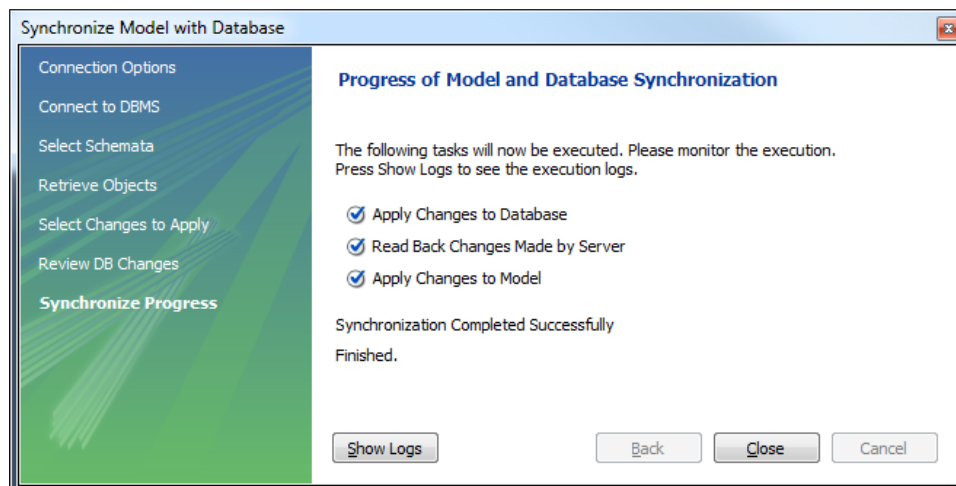 Synchronize Model with Database
Connection Options
Connect to DBMS
Select Schemata
Retrieve Objects
Select Changes to Apply
Review DB Changes
Synchronize Progress
Progress of Model and Database Synchronization
The following tasks will now be executed. Please monitor the execution.
Press Show Logs to see the execution logs.
Apply Changes to Database
Read Back Changes Made by Server
Apply Changes to Model
Synchronization Completed Successfully
Finished.
Show Logs
Back
Close
Cancel